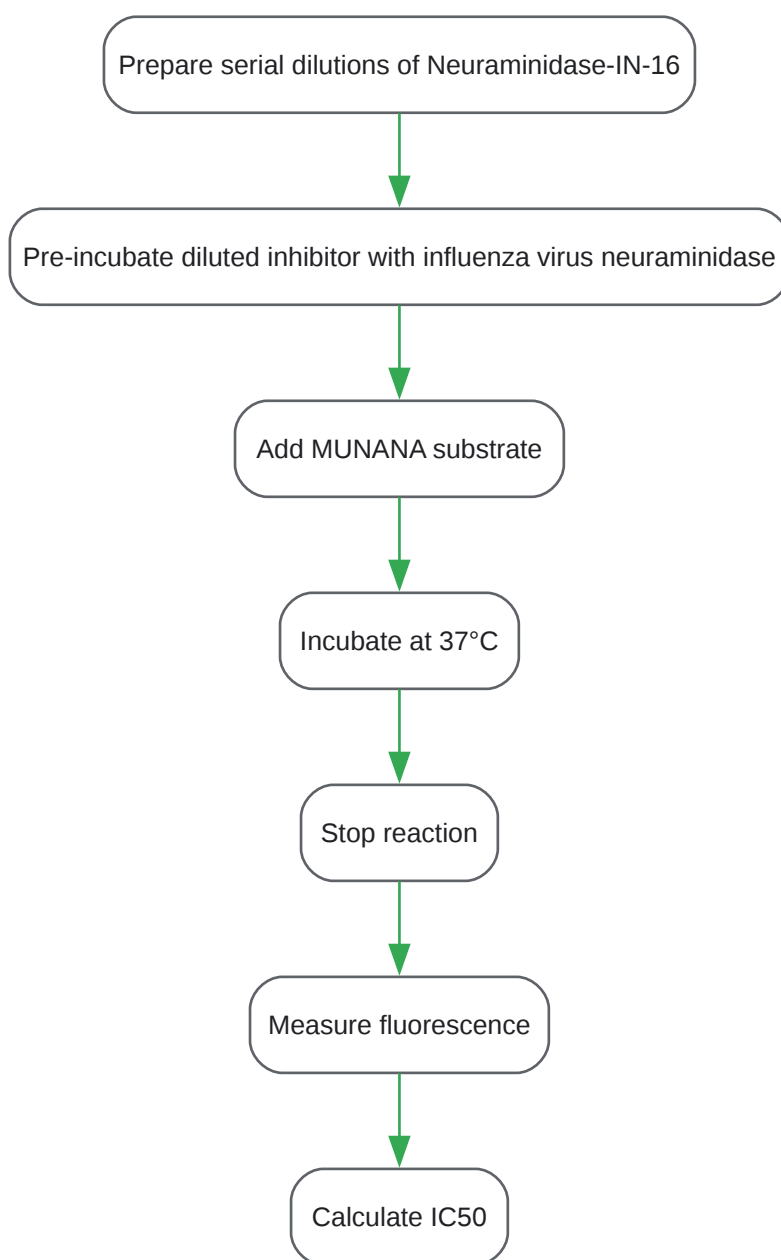 Prepare serial dilutions of Neuraminidase-IN-16
Pre-incubate diluted inhibitor with influenza virus neuraminidase
Add MUNANA substrate
Incubate at 37°C
Stop reaction
Measure fluorescence
Calculate IC50